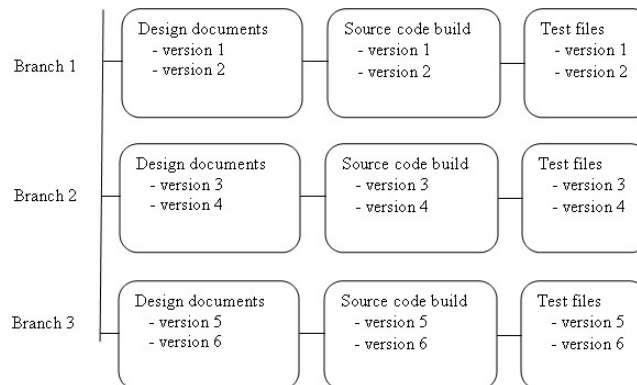 Branch 1
Design documents
- version 1
- version 2
Source code build
- version 1
- version 2
Test files
- version 1
- version 2
Branch 2
Design documents
- version 3
- version 4
Source code build
- version 3
- version 4
Test files
- version 3
- version 4
Branch 3
Design documents
- version 5
- version 6
Source code build
- version 5
- version 6
Test files
- version 5
- version 6